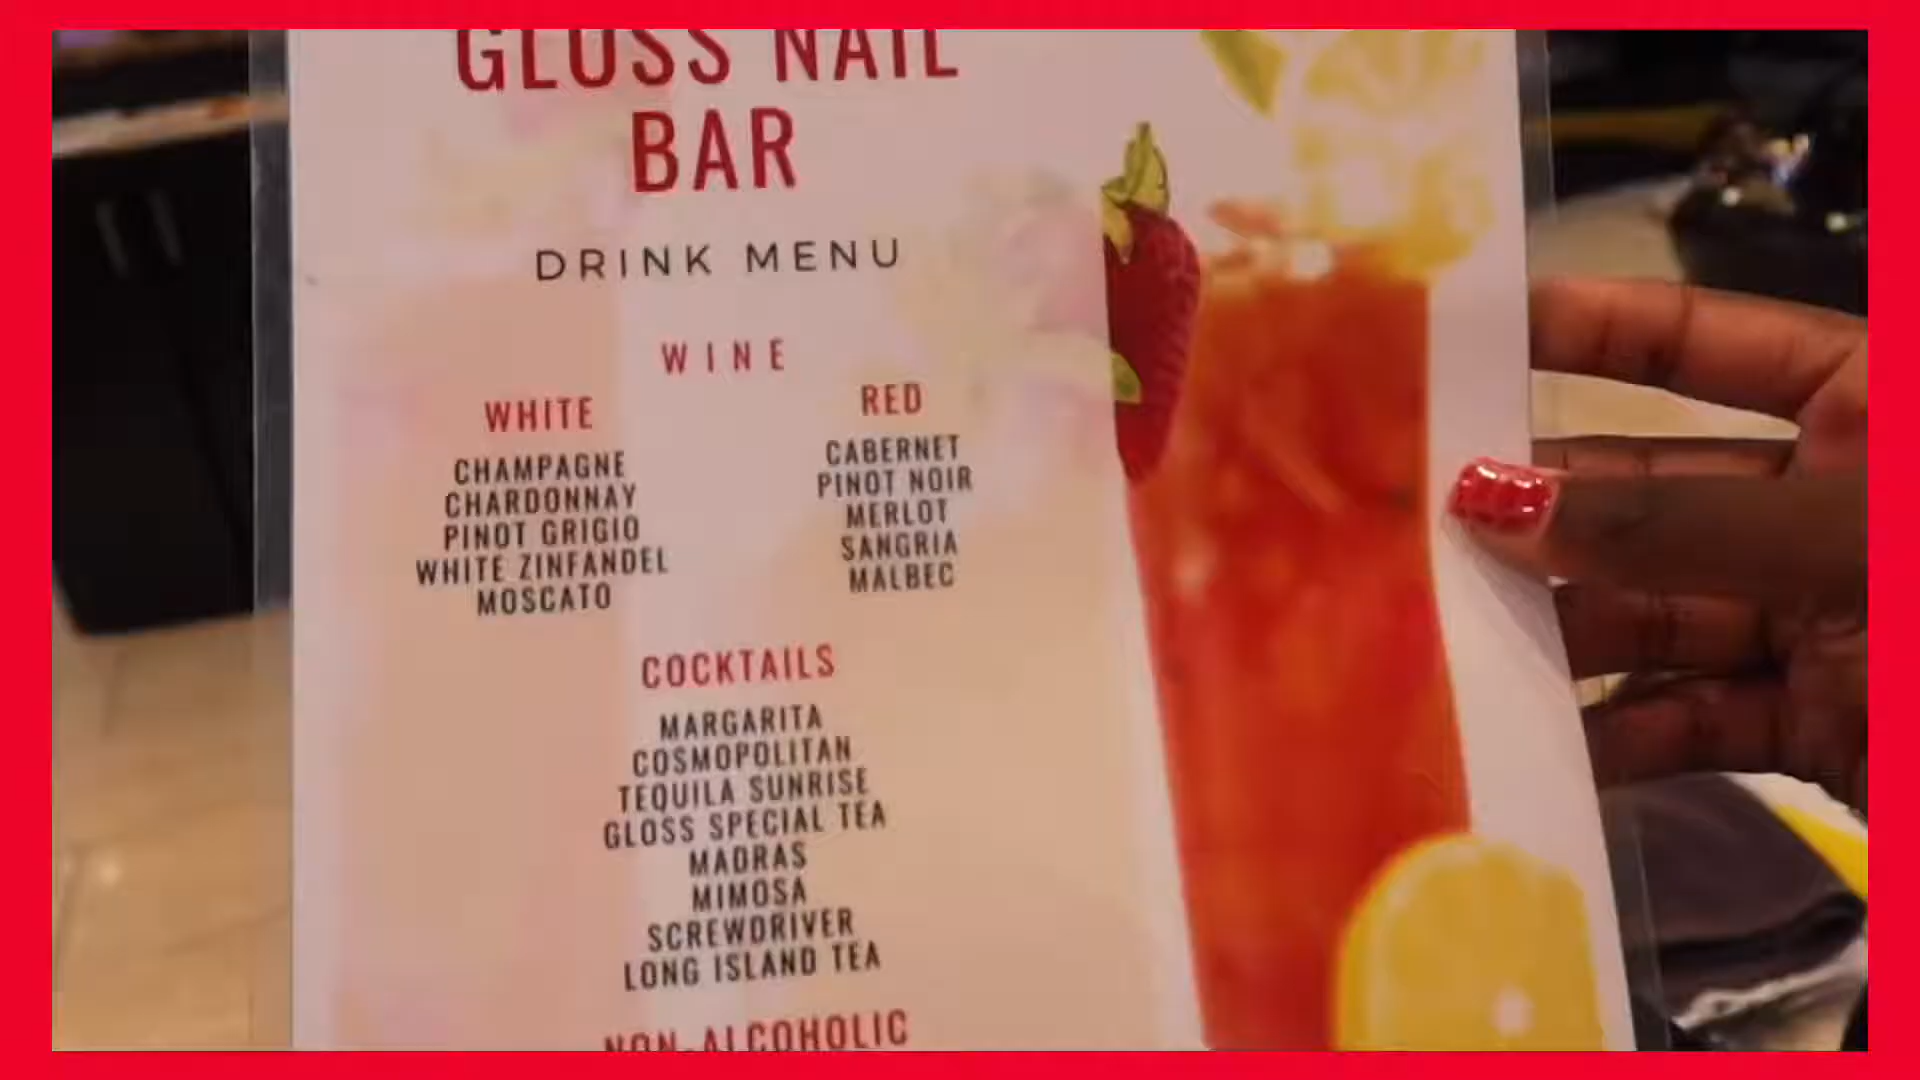 GLOSS NAIL
BAR
DRINK MENU
WINE
WHITE
CHAMPAGNE
CHARDONNAY
PINOT GRIGIO
WHITE ZINFANDEL
MOSCATO
RED
CABERNET
PINOT NOIR
MERLOT
SANGRIA
MALBEC
COCKTAILS
MARGARITA
COSMOPOLITAN
TEQUILA SUNRISE
GLOSS SPECIAL TEA
MADRAS
MIMOSA
SCREWDRIVER
LONG ISLAND TEA
NON-ALCOHOLIC